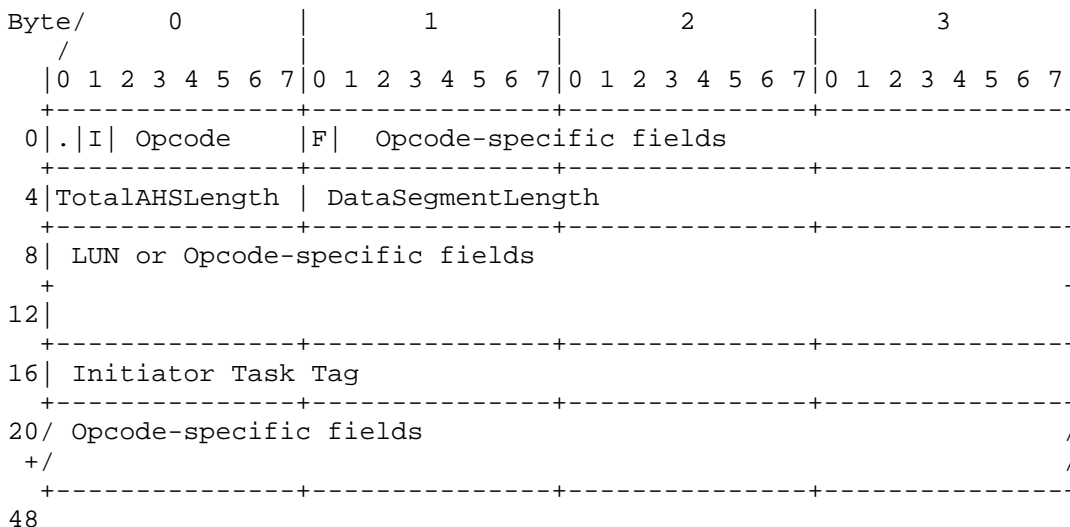 Byte/     0       |       1       |       2       |       3
   /              |               |               |
  |0 1 2 3 4 5 6 7|0 1 2 3 4 5 6 7|0 1 2 3 4 5 6 7|0 1 2 3 4 5 6 7
  +---------------+---------------+---------------+---------------
 0|.|I| Opcode    |F|  Opcode-specific fields
  +---------------+---------------+---------------+---------------
 4|TotalAHSLength | DataSegmentLength
  +---------------+---------------+---------------+---------------
 8| LUN or Opcode-specific fields
  +                                                              -
12|
  +---------------+---------------+---------------+---------------
16| Initiator Task Tag
  +---------------+---------------+---------------+---------------
20/ Opcode-specific fields                                       /
 +/                                                              /
  +---------------+---------------+---------------+---------------
48